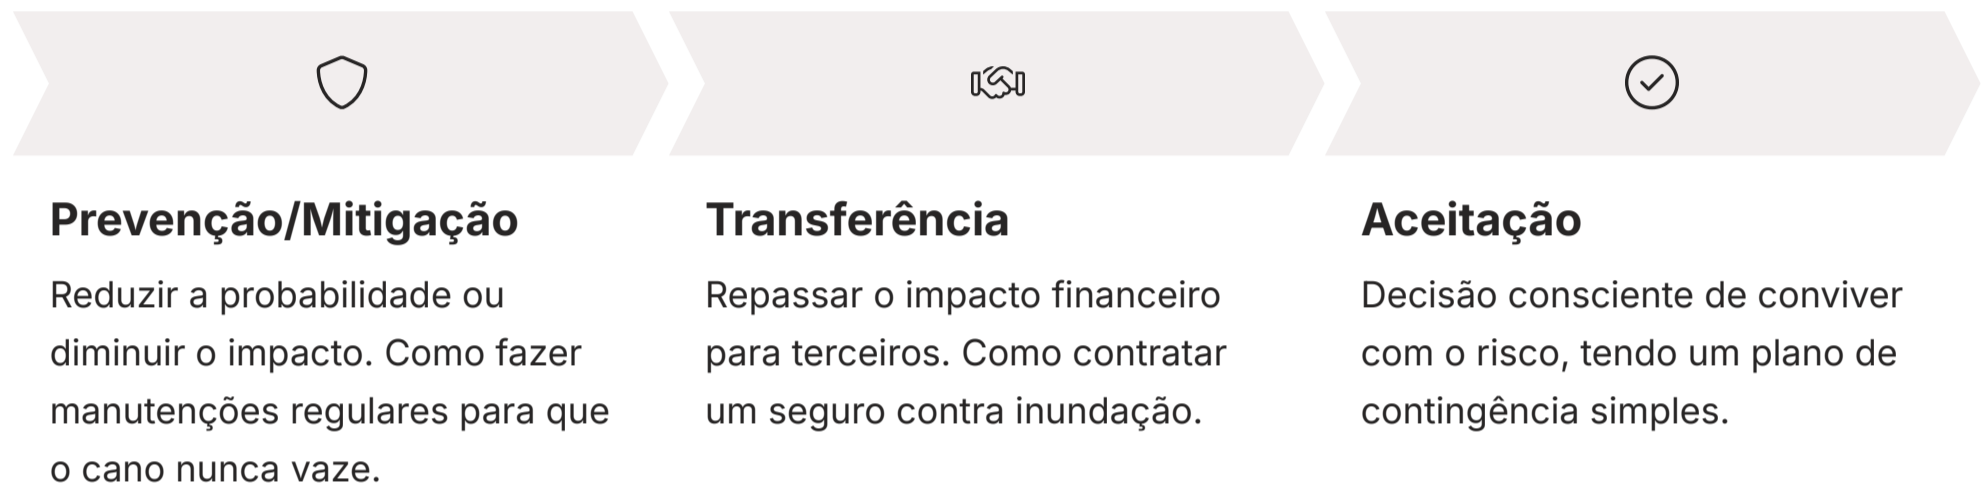 Prevenção/Mitigação
Reduzir a probabilidade ou
diminuir o impacto. Como fazer
manutenções regulares para que
o cano nunca vaze.
Transferência
Repassar o impacto financeiro
para terceiros. Como contratar
um seguro contra inundação.
Aceitação
Decisão consciente de conviver
com o risco, tendo um plano de
contingência simples.